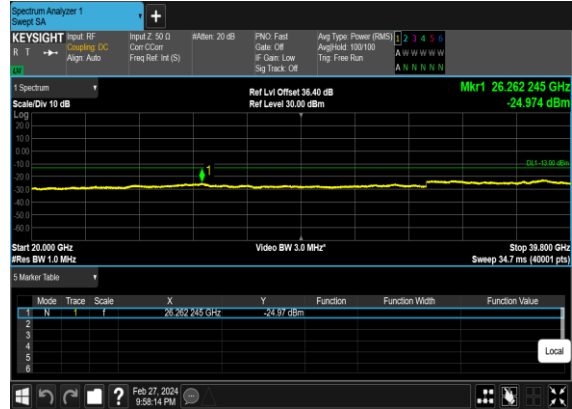 Spectrum Analyzer 1
Swept SA
+
KEYSIGHT Input: RF Input Z: 50 Ω #Atten: 20 dB PNO: Fast Avg Type: Power (RMS) 1 2 3 4 5 6
R T Coupling: DC Corr CCorr Gate: Off Avg|Hold: 100/100 A W W W W W
Align: Auto Freq Ref: Int (S) IF Gain: Low Trig: Free Run
Sig Track: Off A N N N N N
1 Spectrum Ref Lvl Offset 36.40 dB Mkr1 26.262 245 GHz
Scale/Div 10 dB Ref Level 30.00 dBm -24.974 dBm
Log
20.0
10.0
0.00
-10.0 DL1 -13.00 dBm
1
-20.0
-30.0
-40.0
-50.0
-60.0
Start 20.000 GHz Video BW 3.0 MHz* Stop 39.800 GHz
#Res BW 1.0 MHz Sweep 34.7 ms (40001 pts)
5 Marker Table
Mode Trace Scale X Y Function Function Width Function Value
1 N 1 f 26.262 245 GHz -24.97 dBm
2
3
4
5
6
Local
? Feb 27, 2024
9:58:14 PM